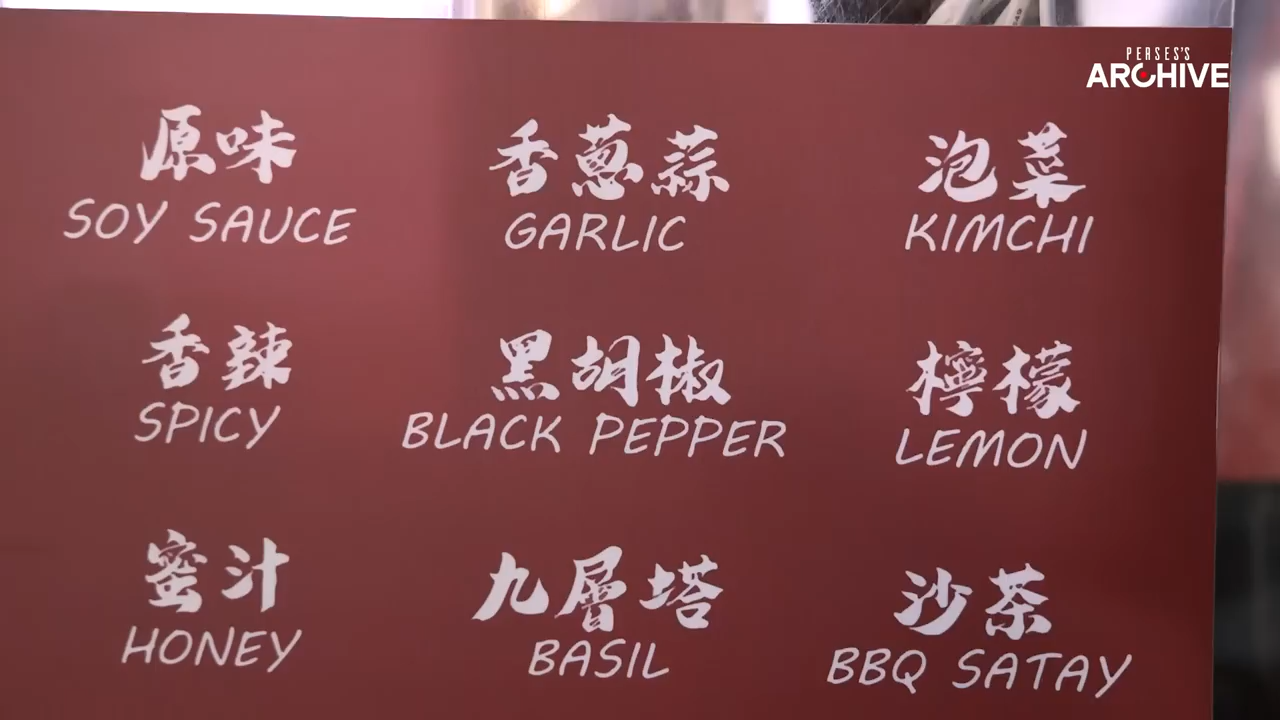 PERSES'S
ARCHIVE
原味
SOY SAUCE
香蔥蒜
GARLIC
泡菜
KIMCHI
香辣
SPICY
黑胡椒
BLACK PEPPER
檸檬
LEMON
蜜汁
HONEY
九層塔
BASIL
沙茶
BBQ SATAY